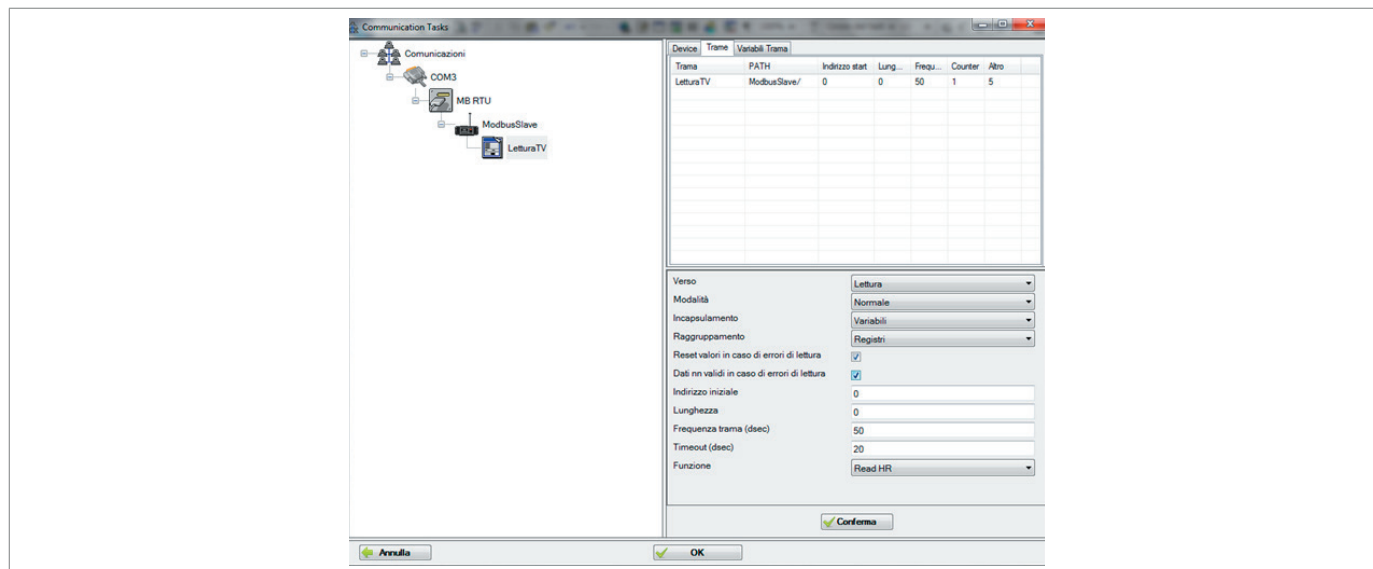 Communication Tasks
Comunicazioni
COM3
MB RTU
ModbusSlave
LetturaTV
Device Trame Variabili Trama
Trama PATH Indirizzo start Lung... Frequ... Counter Altro
LetturaTV ModbusSlave/ 0 0 50 1 5
Verso Lettura
Modalità Normale
Incapsulamento Variabili
Raggruppamento Registri
Reset valori in caso di errori di lettura
Dati nn validi in caso di errori di lettura
Indirizzo iniziale 0
Lunghezza 0
Frequenza trama (dsec) 50
Timeout (dsec) 20
Funzione Read HR
Conferma
Annulla OK